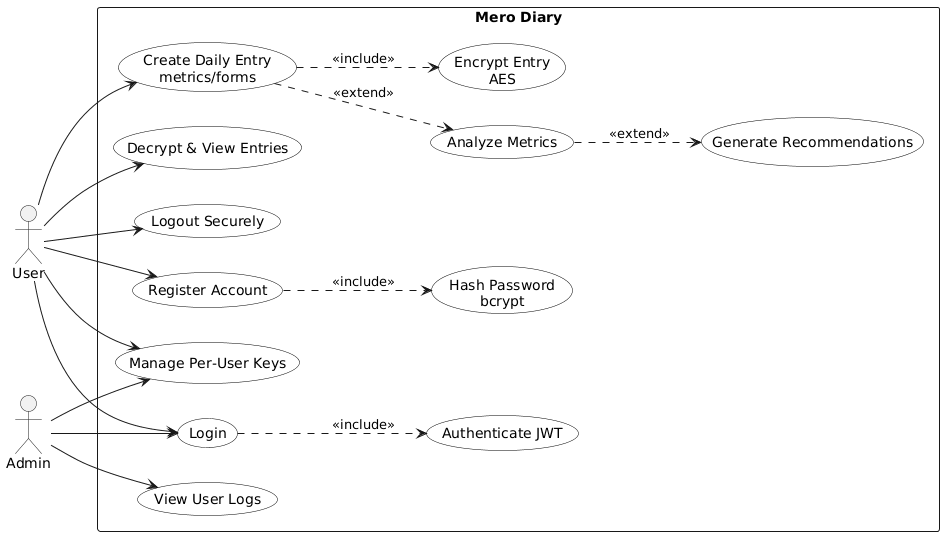 Mero Diary
Create Daily Entry
metrics/forms
«include»
Encrypt Entry
AES
«extend»
Decrypt & View Entries
Analyze Metrics
«extend»
Generate Recommendations
Logout Securely
User
Register Account
«include»
Hash Password
bcrypt
Manage Per-User Keys
Admin
Login
«include»
Authenticate JWT
View User Logs